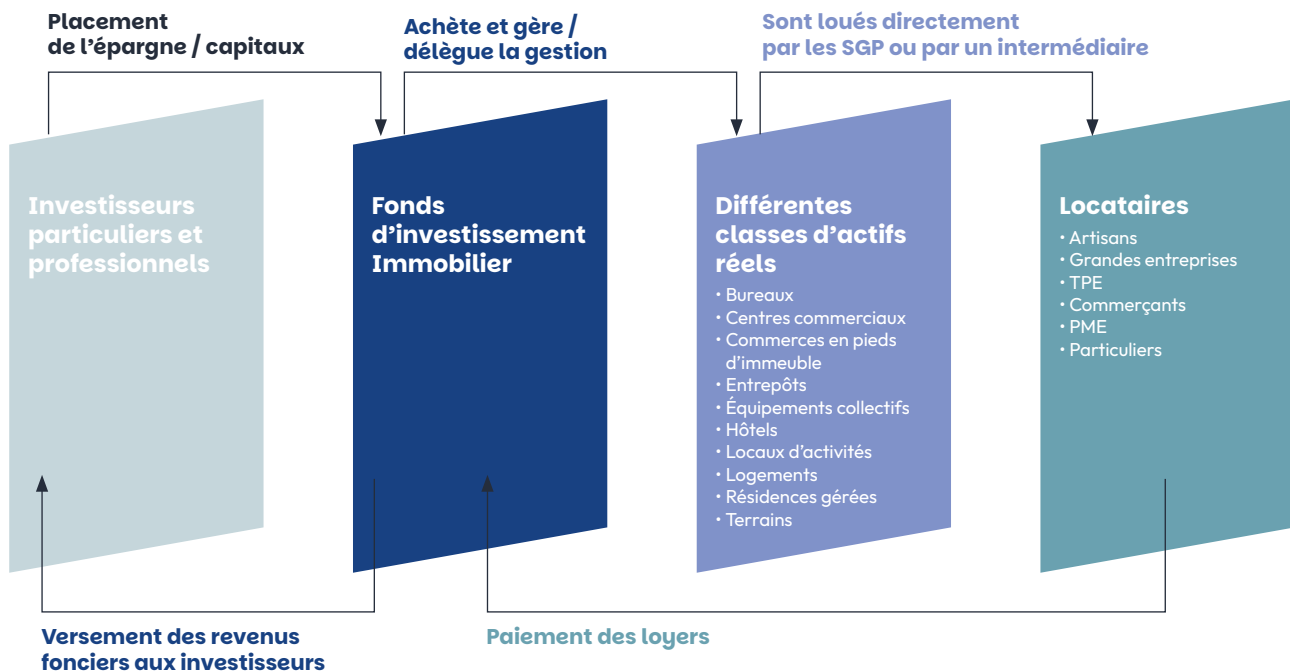 Placement
de l’épargne / capitaux
Achète et gère /
délègue la gestion
Sont loués directement
par les SGP ou par un intermédiaire
Investisseurs
particuliers et
professionnels
Fonds
d’investissement
Immobilier
Différentes
classes d’actifs
réels
• Bureaux
• Centres commerciaux
• Commerces en pieds
d’immeuble
• Entrepôts
• Équipements collectifs
• Hôtels
• Locaux d’activités
• Logements
• Résidences gérées
• Terrains
Locataires
• Artisans
• Grandes entreprises
• TPE
• Commerçants
• PME
• Particuliers
Versement des revenus
fonciers aux investisseurs
Paiement des loyers